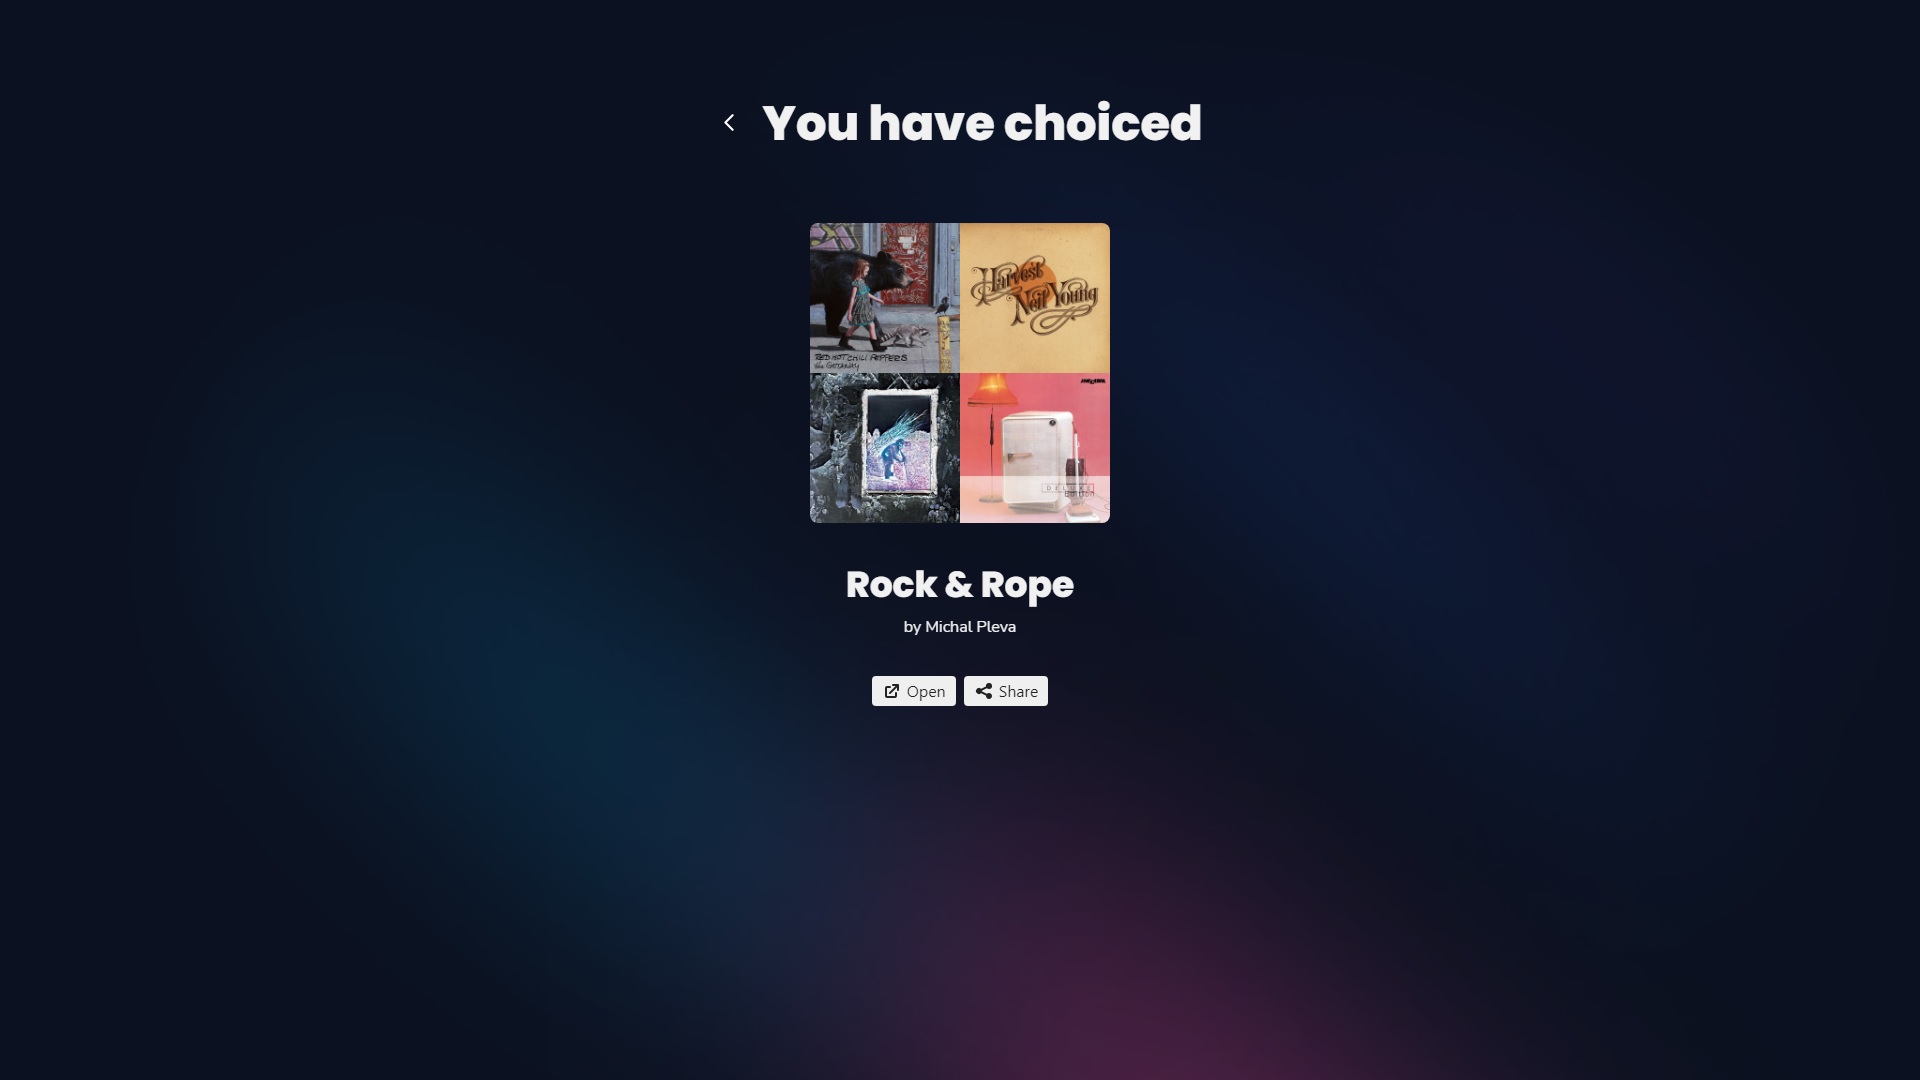 You have choiced
Harvest
Neil Young
RED HOT CHILI PEPPERS
the GETAWAY
DELUXE
Edition
Rock & Rope
by Michal Pleva
Open
Share